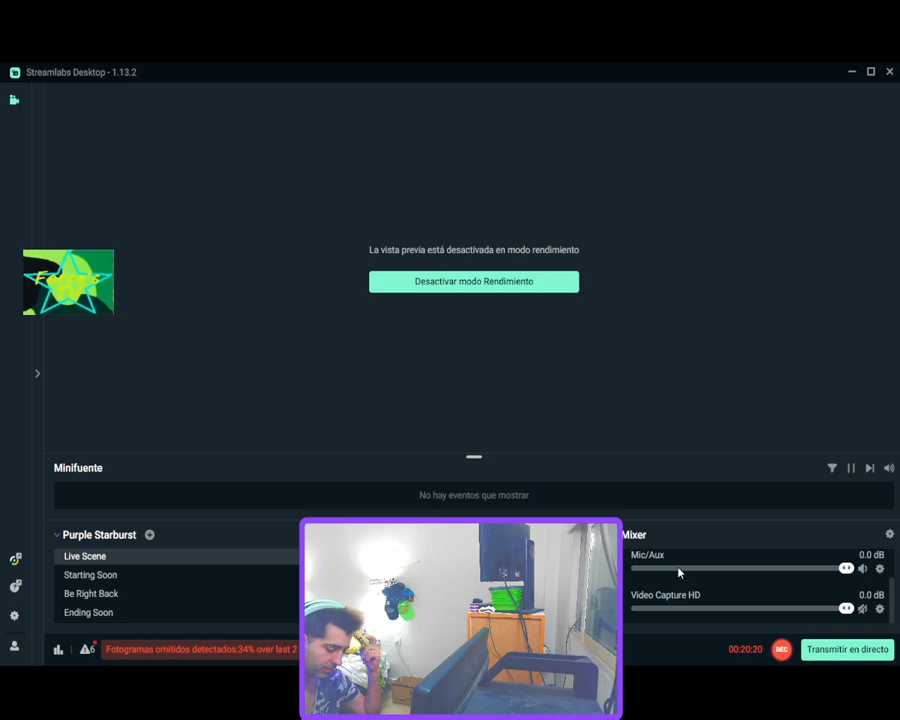 Streamlabs Desktop - 1.13.2
La vista previa está desactivada en modo rendimiento
Desactivar modo Rendimiento
Minifuente
No hay eventos que mostrar
Purple Starburst
Live Scene
Starting Soon
Be Right Back
Ending Soon
Mixer
Mic/Aux 0.0 dB
Video Capture HD 0.0 dB
6
Fotogramas omitidos detectados:34% over last 2
00:20:20
REC
Transmitir en directo